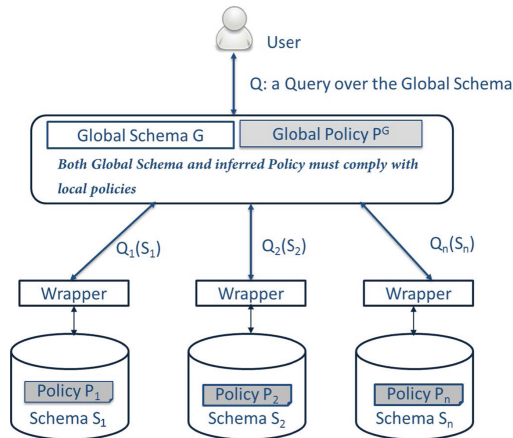 User
Q: a Query over the Global Schema
Global Schema G
Global Policy Pᴳ
Both Global Schema and inferred Policy must comply with
local policies
Q₁(S₁)
Q₂(S₂)
Qₙ(Sₙ)
Wrapper
Wrapper
Wrapper
Policy P₁
Policy P₂
Policy Pₙ
Schema S₁
Schema S₂
Schema Sₙ